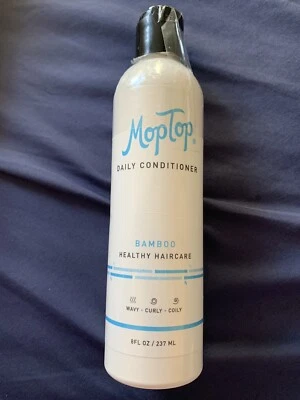 MopTop
DAILY CONDITIONER
BAMBOO
HEALTHY HAIRCARE
WAVY • CURLY • COILY
8FL OZ / 237 ML